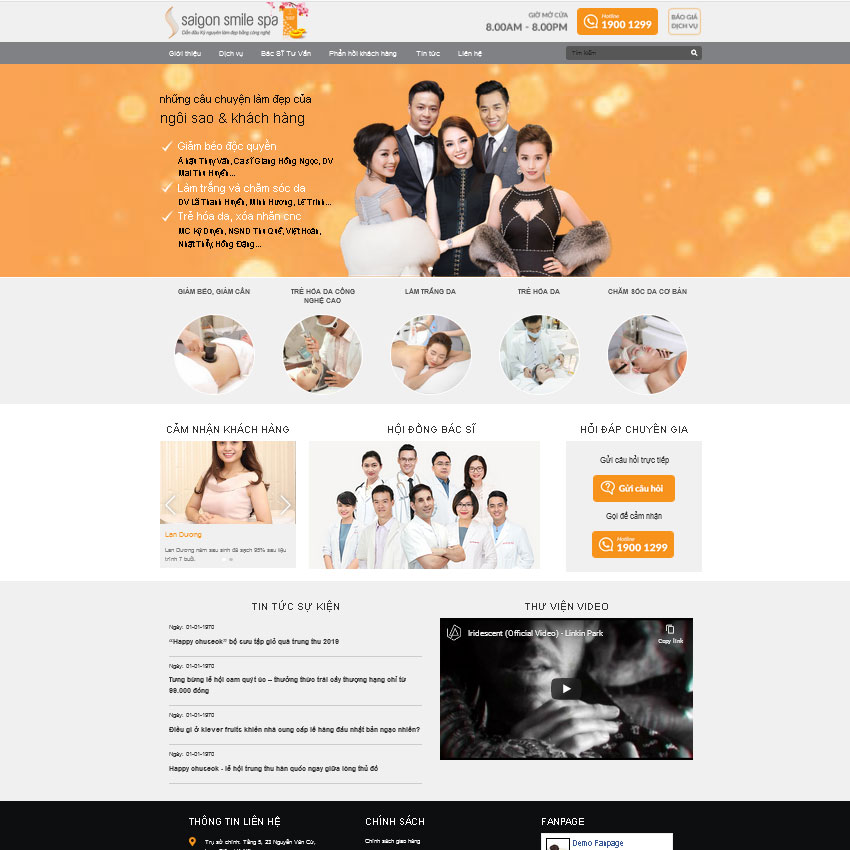 saigon smile spa
Dẫn đầu Kỷ nguyên làm đẹp bằng công nghệ
GIỜ MỞ CỬA
8.00AM - 8.00PM
Hotline
1900 1299
BÁO GIÁ
DỊCH VỤ
Giới thiệu Dịch vụ Bác Sĩ Tư Vấn Phản hồi khách hàng Tin tức Liên hệ
Tìm kiếm
những câu chuyện làm đẹp của
ngôi sao & khách hàng
Giảm béo độc quyền
Á hậu Thụy Vân, Ca sĩ Giang Hồng Ngọc, DV
Mai Thu Huyền...
Làm trắng và chăm sóc da
DV Lã Thanh Huyền, Minh Hương, Lê Trinh...
Trẻ hóa da, xóa nhăn cnc
MC Kỳ Duyên, NSND Thu Quế, Việt Hoàn,
Nhật Thủy, Hồng Đặng...
GIẢM BÉO, GIẢM CÂN
TRẺ HÓA DA CÔNG
NGHỆ CAO
LÀM TRẮNG DA
TRẺ HÓA DA
CHĂM SÓC DA CƠ BẢN
CẢM NHẬN KHÁCH HÀNG
Lan Dương
Lan Dương năm sau sinh đã sạch 95% sau liệu
trình 7 buổi.
HỘI ĐỒNG BÁC SĨ
HỎI ĐÁP CHUYÊN GIA
Gửi câu hỏi trực tiếp
Gửi câu hỏi
Gọi để cảm nhận
Hotline
1900 1299
TIN TỨC SỰ KIỆN
Ngày: 01-01-1970
“Happy chuseok” bộ sưu tập giỏ quà trung thu 2019
Ngày: 01-01-1970
Tưng bừng lễ hội cam quýt úc – thưởng thức trái cây thượng hạng chỉ từ
99.000 đồng
Ngày: 01-01-1970
Điều gì ở klever fruits khiến nhà cung cấp lê hàng đầu nhật bản ngạc nhiên?
Ngày: 01-01-1970
Happy chuseok - lễ hội trung thu hàn quốc ngay giữa lòng thủ đô
THƯ VIỆN VIDEO
Iridescent (Official Video) - Linkin Park
Copy link
THÔNG TIN LIÊN HỆ
Trụ sở chính: Tầng 5, 23 Nguyễn Văn Cừ,
CHÍNH SÁCH
Chính sách giao hàng
FANPAGE
Demo Fanpage